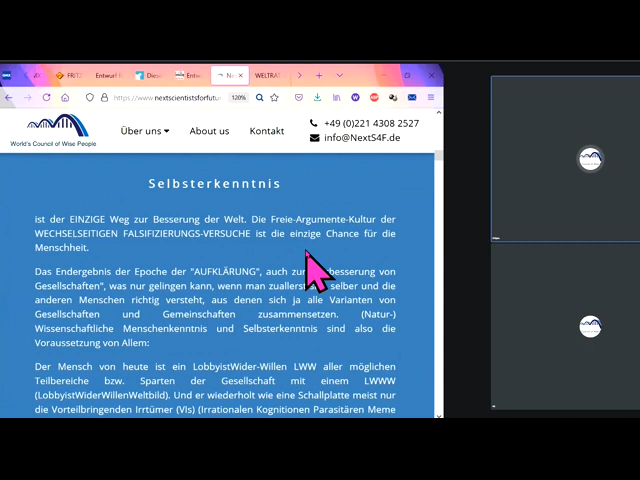 FRITZ
Entwurf f
Diese
Entw
Ne
WELTRA
https://www.nextscientistsforfutur
120%
Über uns
About us
Kontakt
+49 (0)221 4308 2527
info@NextS4F.de
World's Council of Wise People
Selbsterkenntnis
ist der EINZIGE Weg zur Besserung der Welt. Die Freie-Argumente-Kultur der
WECHSELSEITIGEN FALSIFIZIERUNGS-VERSUCHE ist die einzige Chance für die
Menschheit.
Das Endergebnis der Epoche der "AUFKLÄRUNG", auch zur besserung von
Gesellschaften", was nur gelingen kann, wenn man zuallers selber und die
anderen Menschen richtig versteht, aus denen sich ja alle Varianten von
Gesellschaften und Gemeinschaften zusammensetzen. (Natur-)
Wissenschaftliche Menschenkenntnis und Selbsterkenntnis sind also die
Voraussetzung von Allem:
Der Mensch von heute ist ein LobbyistWider-Willen LWW aller möglichen
Teilbereiche bzw. Sparten der Gesellschaft mit einem LWWW
(LobbyistWiderWillenWeltbild). Und er wiederholt wie eine Schallplatte meist nur
die Vorteilbringenden Irrtümer (VIs) (Irrationalen Kognitionen Parasitären Meme